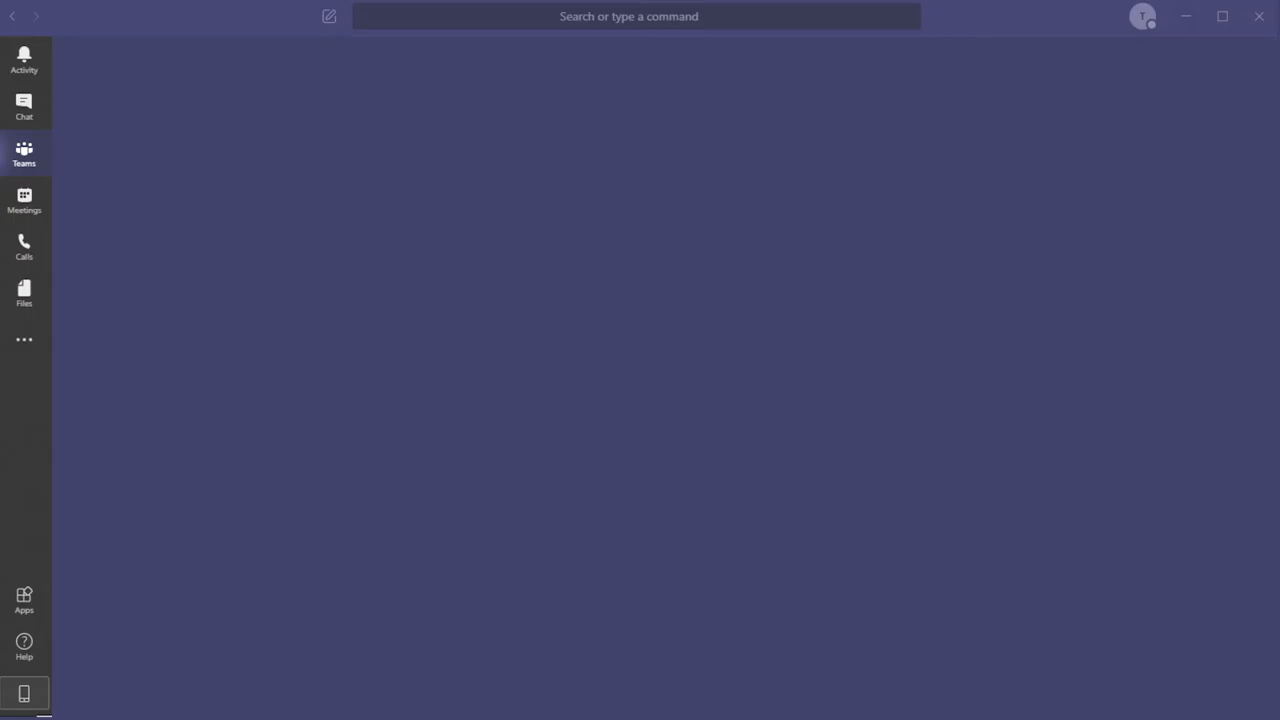 Search or type a command
T
Activity
Chat
Teams
Meetings
Calls
Files
Apps
Help